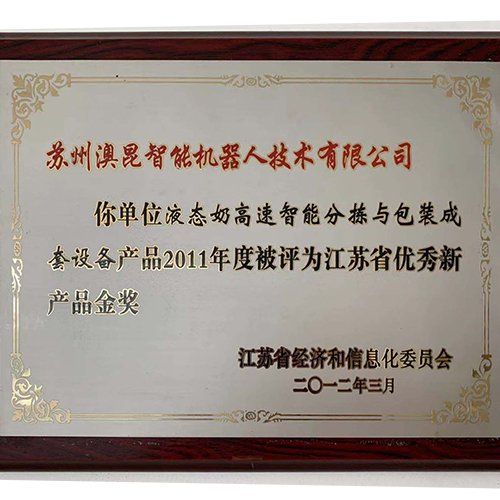 苏州澳昆智能机器人技术有限公司
你单位液态奶高速智能分拣与包装成
套设备产品2011年度被评为江苏省优秀新
产品金奖
江苏省经济和信息化委员会
二〇一二年三月